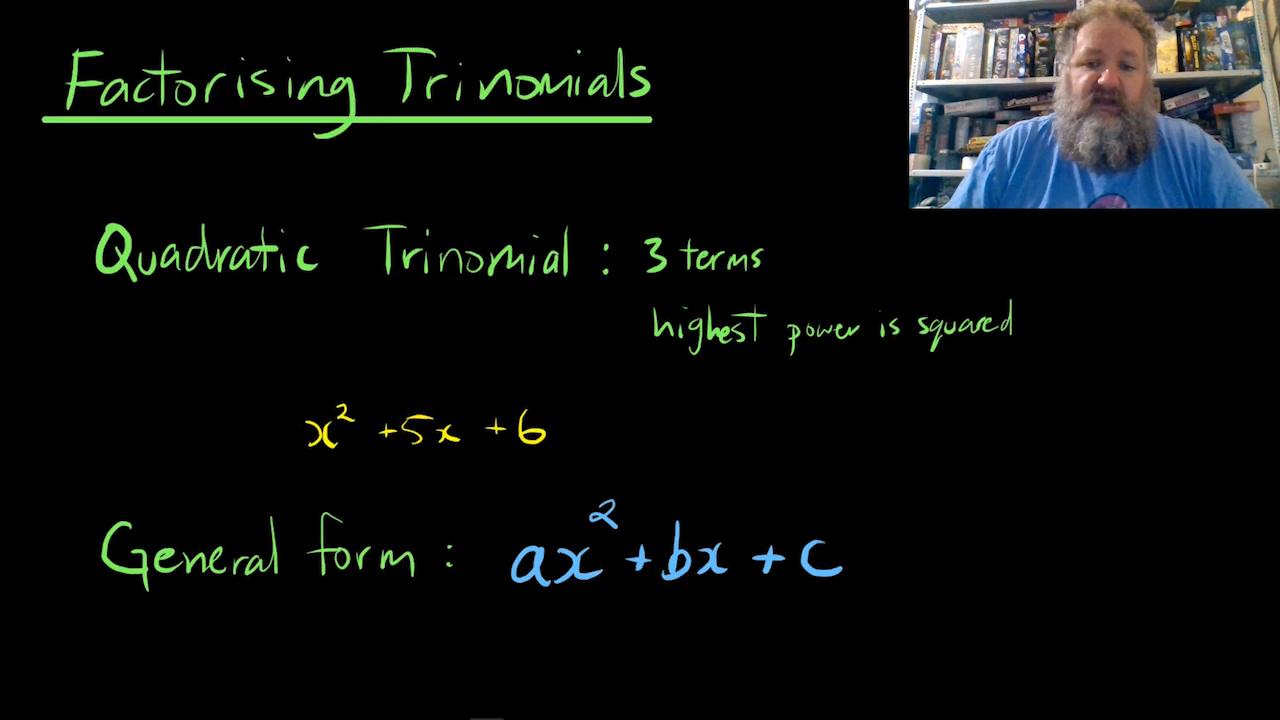 Factorising Trinomials
Quadratic Trinomial : 3 terms
highest power is squared
x² +5x +6
General form : ax² + bx + c